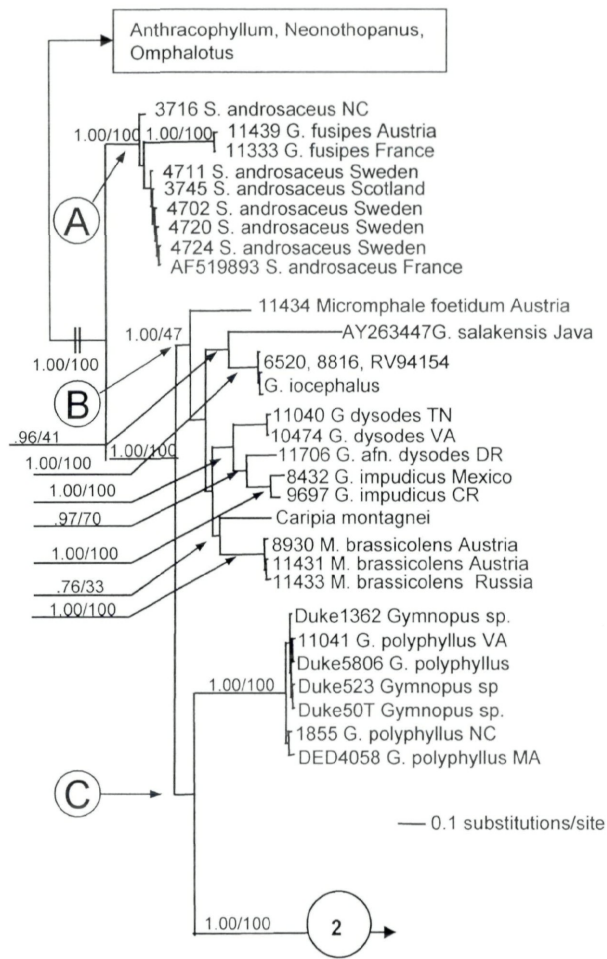 Anthracophyllum, Neonothopanus,
Omphalotus
3716 S. androsaceus NC
1.00/100
1.00/100
11439 G. fusipes Austria
11333 G. fusipes France
4711 S. androsaceus Sweden
3745 S. androsaceus Scotland
A
4702 S. androsaceus Sweden
4720 S. androsaceus Sweden
4724 S. androsaceus Sweden
AF519893 S. androsaceus France
11434 Micromphale foetidum Austria
1.00/47
AY263447G. salakensis Java
1.00/100
6520, 8816, RV94154
G. iocephalus
B
11040 G dysodes TN
10474 G. dysodes VA
.96/41
1.00/100
11706 G. afn. dysodes DR
1.00/100
8432 G. impudicus Mexico
1.00/100
9697 G. impudicus CR
.97/70
Caripia montagnei
8930 M. brassicolens Austria
1.00/100
11431 M. brassicolens Austria
11433 M. brassicolens Russia
.76/33
1.00/100
Duke1362 Gymnopus sp.
11041 G. polyphyllus VA
Duke5806 G. polyphyllus
1.00/100
Duke523 Gymnopus sp
Duke50T Gymnopus sp.
1855 G. polyphyllus NC
DED4058 G. polyphyllus MA
C
0.1 substitutions/site
1.00/100
2